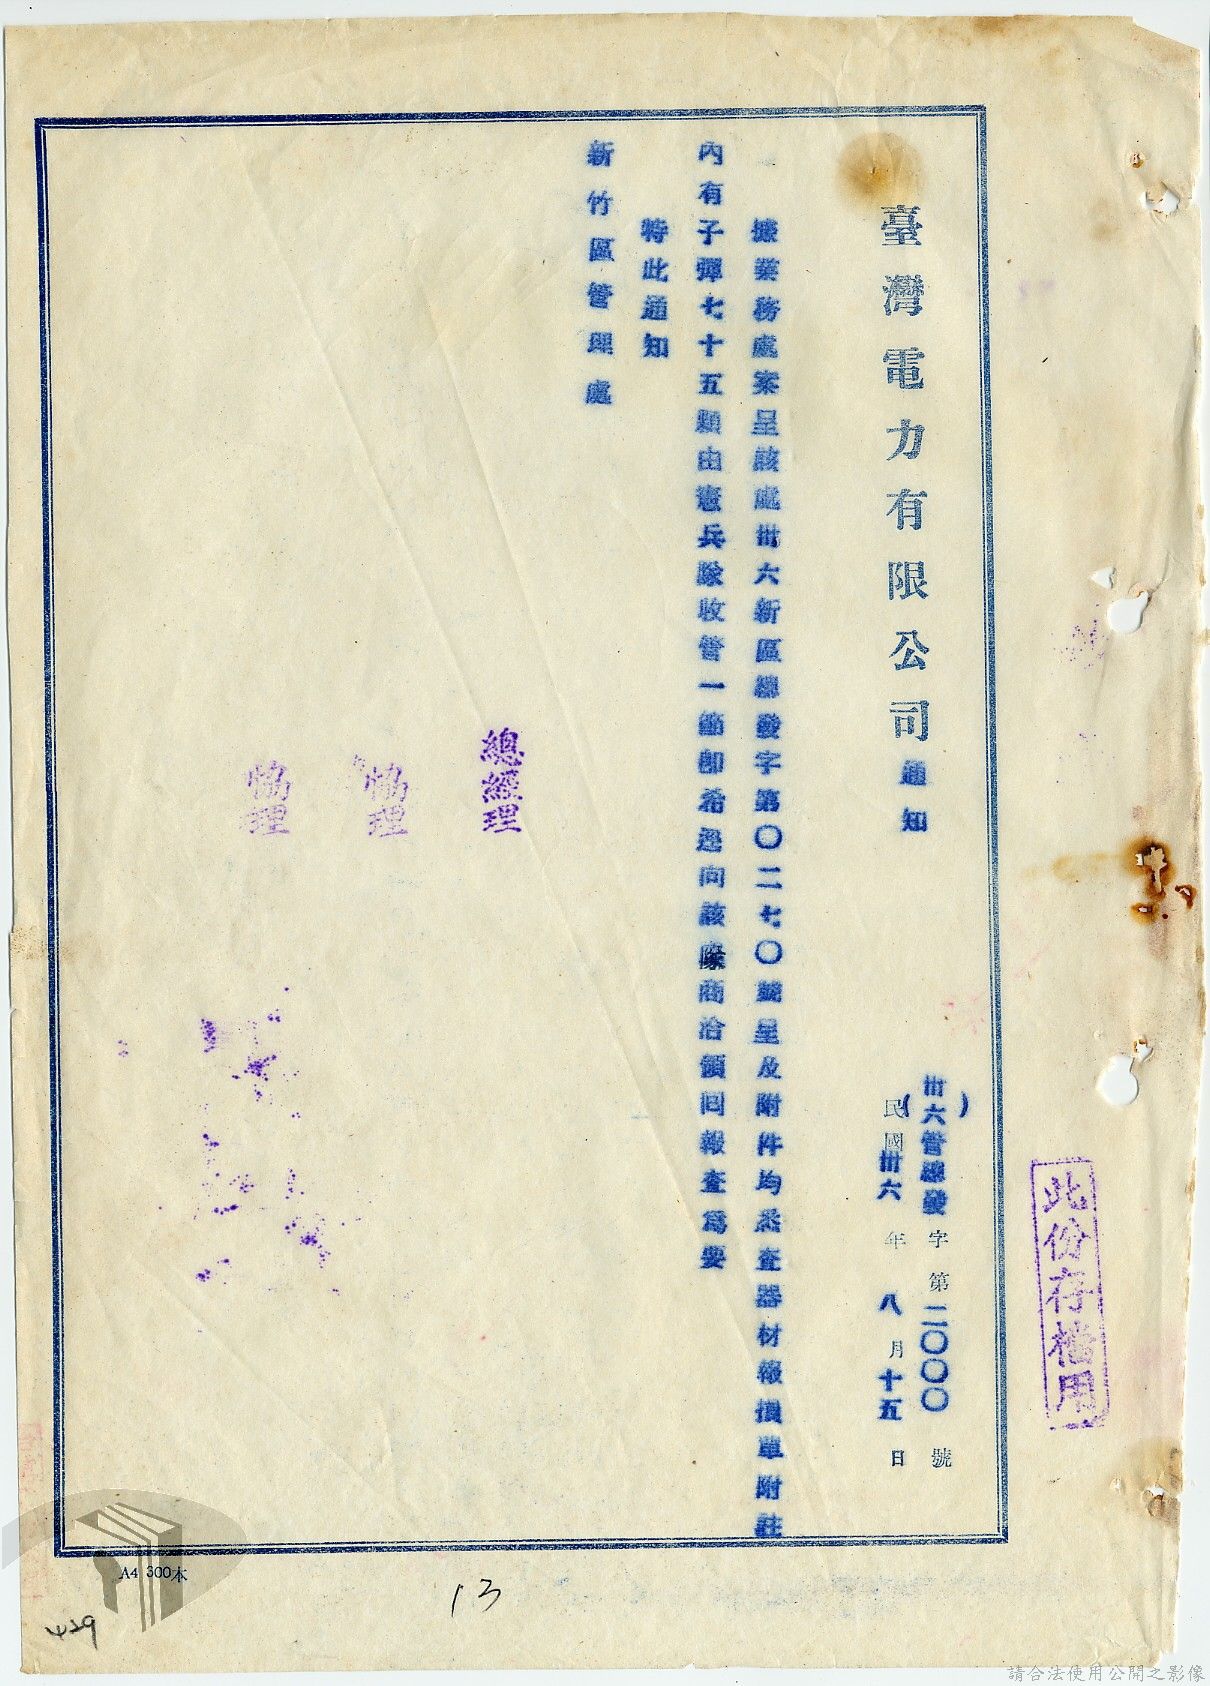 此份存檔用
臺灣電力有限公司通知
(卅六管總發字第二〇〇〇號)
民國卅六年八月十五日
據業務處案呈該處卅六新區總發字第〇二七〇號呈及附件均悉查器材報損單附註
內有子彈七十五顆由憲兵隊收管一節卽希逕向該隊商洽領回報查爲要
特此通知
新竹區管理處
總經理
協理
協理
A4 300本
13
429
請合法使用公開之影像